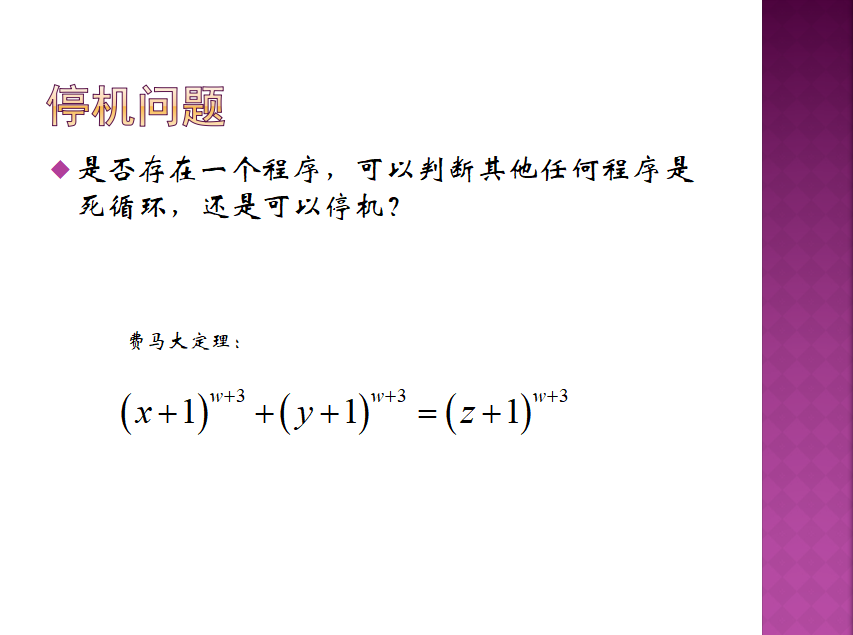 停机问题
◆是否存在一个程序，可以判断其他任何程序是
死循环，还是可以停机？
费马大定理：
(x+1)^{w+3}+(y+1)^{w+3}=(z+1)^{w+3}